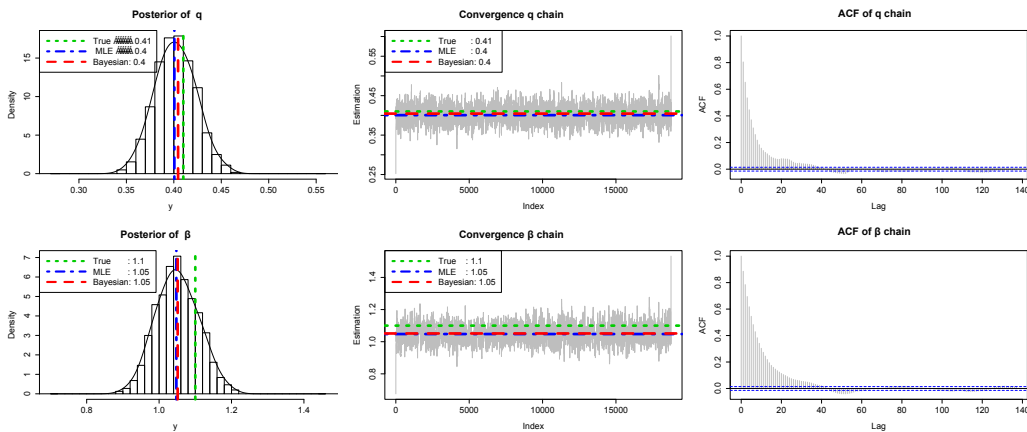 Posterior of q
True : 0.41
MLE : 0.4
Bayesian: 0.4
Density
0 5 10 15
0.30 0.35 0.40 0.45 0.50 0.55
y
Convergence q chain
True : 0.41
MLE : 0.4
Bayesian: 0.4
Estimation
0.25 0.35 0.45 0.55
0 5000 10000 15000
Index
ACF of q chain
ACF
0.0 0.2 0.4 0.6 0.8 1.0
0 20 40 60 80 100 120 140
Lag
Posterior of β
True : 1.1
MLE : 1.05
Bayesian: 1.05
Density
0 1 2 3 4 5 6 7
0.8 1.0 1.2 1.4
y
Convergence β chain
True : 1.1
MLE : 1.05
Bayesian: 1.05
Estimation
0.8 1.0 1.2 1.4
0 5000 10000 15000
Index
ACF of β chain
ACF
0.0 0.2 0.4 0.6 0.8 1.0
0 20 40 60 80 100 120 140
Lag